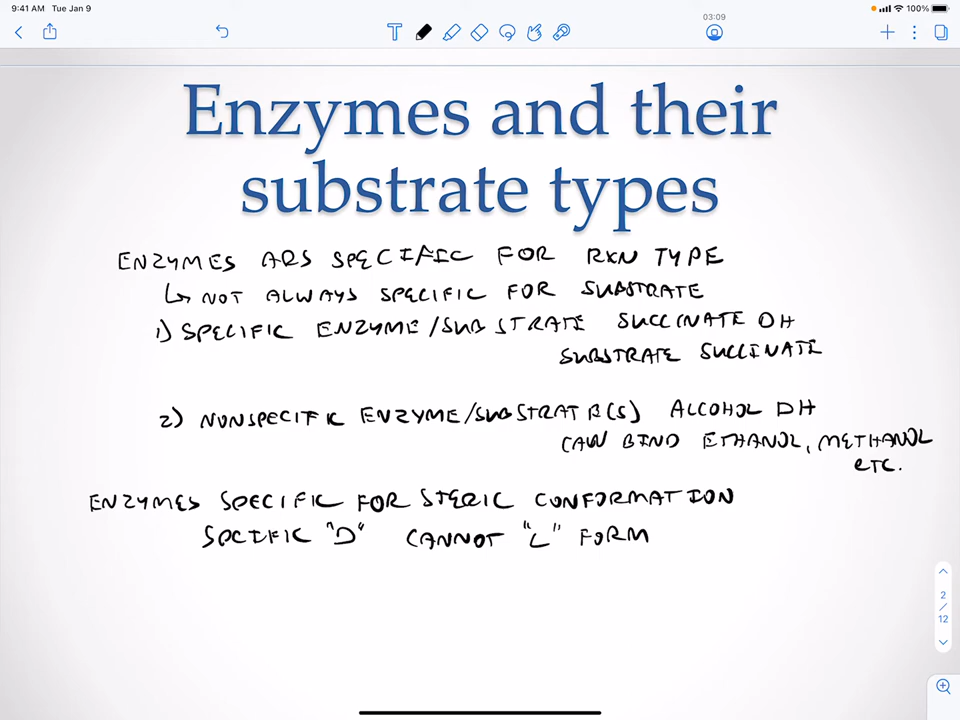 9:41 AM Tue Jan 9
100%
03:09
Enzymes and their
substrate types
ENZYMES ARS SPECIFIC FOR RXN TYPE
↳ NOT ALWAYS SPECIFIC FOR SUBSTRATE
1) SPECIFIC ENZYME/SUBSTRATE SUCCINATE DH
SUBSTRATE SUCCINATE
2) NONSPECIFIC ENZYME/SUBSTRATE(S) ALCOHOL DH
CAN BIND ETHANOL, METHANOL
ETC.
ENZYMES SPECIFIC FOR STERIC CONFORMATION
SPCIFIC "D" CANNOT "L" FORM
2
/
12